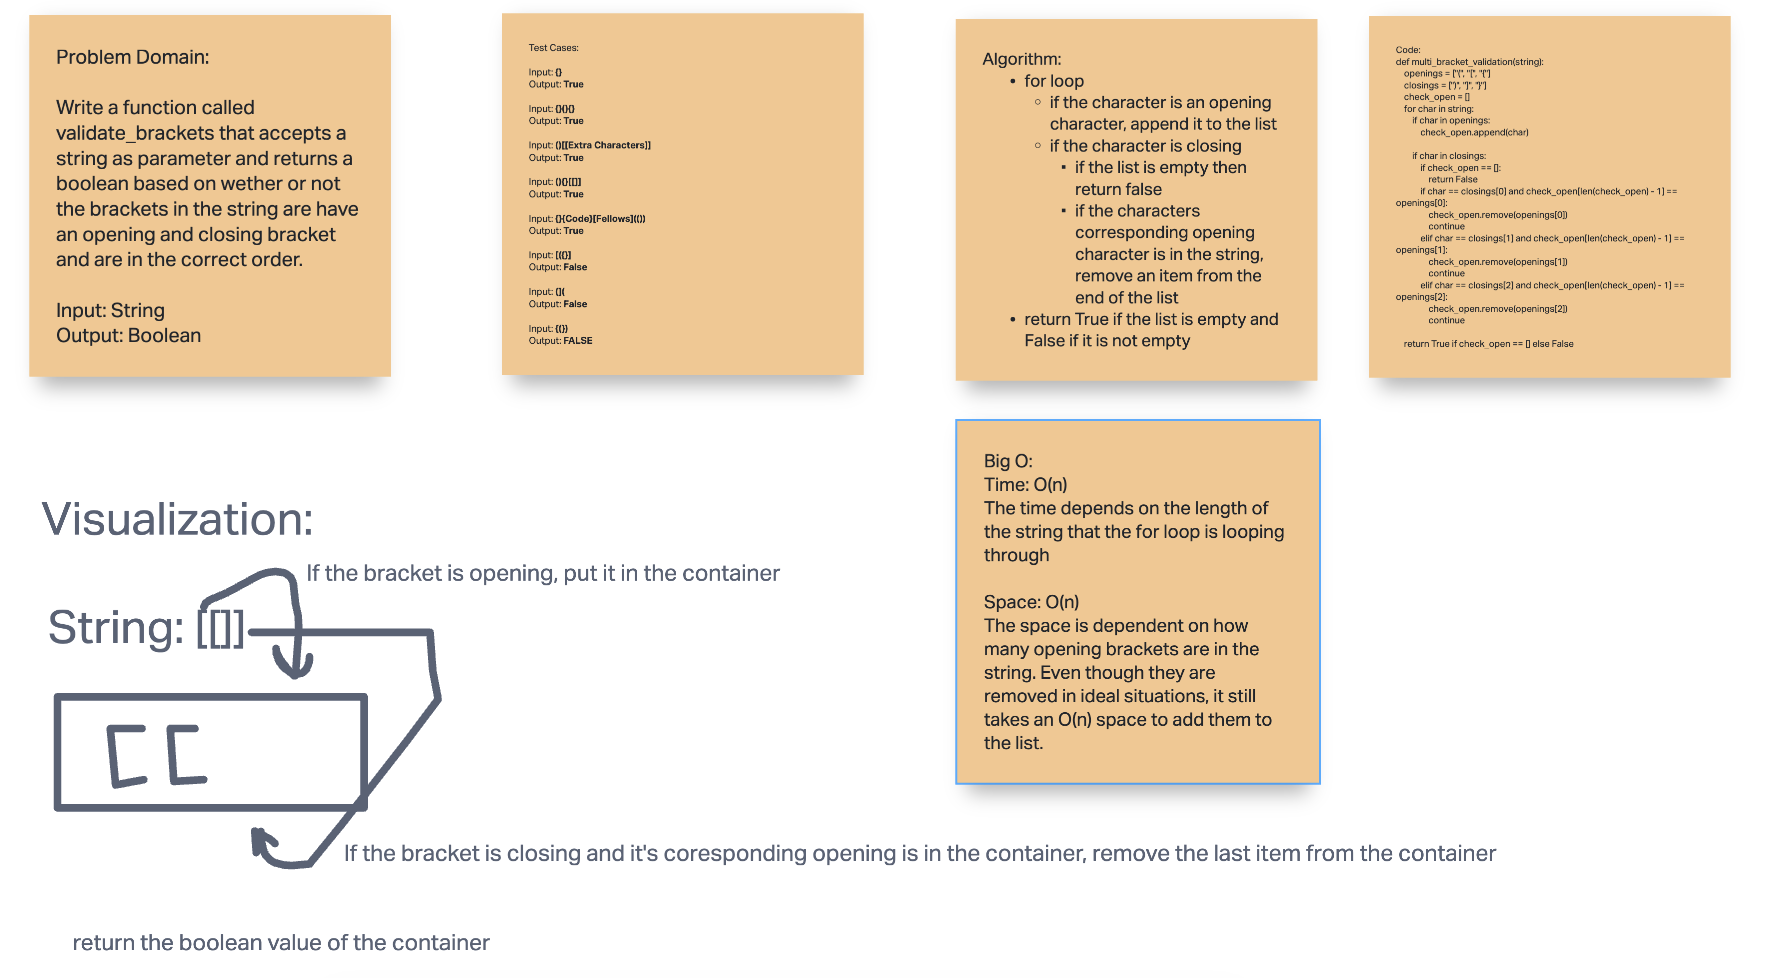 Problem Domain:
Write a function called
validate_brackets that accepts a
string as parameter and returns a
boolean based on wether or not
the brackets in the string are have
an opening and closing bracket
and are in the correct order.
Input: String
Output: Boolean
Test Cases:
Input: {}
Output: True
Input: {}(){}
Output: True
Input: ()[[Extra Characters]]
Output: True
Input: (){}[[]]
Output: True
Input: {}{Code}[Fellows](())
Output: True
Input: [({}]
Output: False
Input: (](
Output: False
Input: {(})
Output: FALSE
Algorithm:
• for loop
○ if the character is an opening
character, append it to the list
○ if the character is closing
▪ if the list is empty then
return false
▪ if the characters
corresponding opening
character is in the string,
remove an item from the
end of the list
• return True if the list is empty and
False if it is not empty
Code:
def multi_bracket_validation(string):
openings = ["(", "[", "{"]
closings = [")", "]", "}"]
check_open = []
for char in string:
if char in openings:
check_open.append(char)
if char in closings:
if check_open == []:
return False
if char == closings[0] and check_open[len(check_open) - 1] ==
openings[0]:
check_open.remove(openings[0])
continue
elif char == closings[1] and check_open[len(check_open) - 1] ==
openings[1]:
check_open.remove(openings[1])
continue
elif char == closings[2] and check_open[len(check_open) - 1] ==
openings[2]:
check_open.remove(openings[2])
continue
return True if check_open == [] else False
Big O:
Time: O(n)
The time depends on the length of
the string that the for loop is looping
through
Space: O(n)
The space is dependent on how
many opening brackets are in the
string. Even though they are
removed in ideal situations, it still
takes an O(n) space to add them to
the list.
Visualization:
If the bracket is opening, put it in the container
String: [[]]
[ [
If the bracket is closing and it's coresponding opening is in the container, remove the last item from the container
return the boolean value of the container